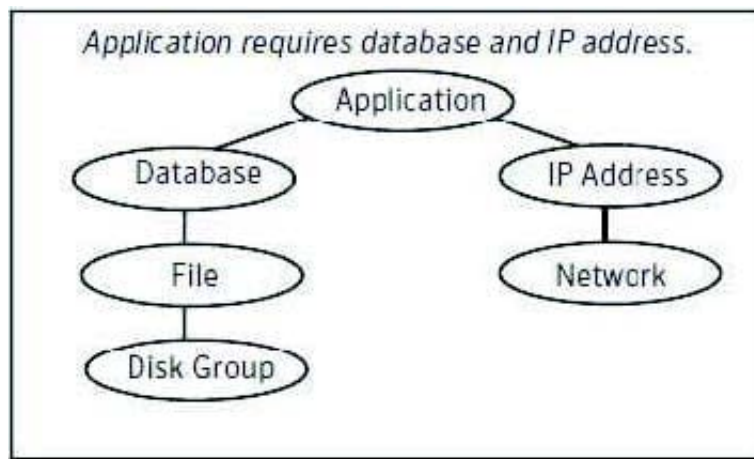 Application requires database and IP address.
Application
Database
IP Address
File
Network
Disk Group